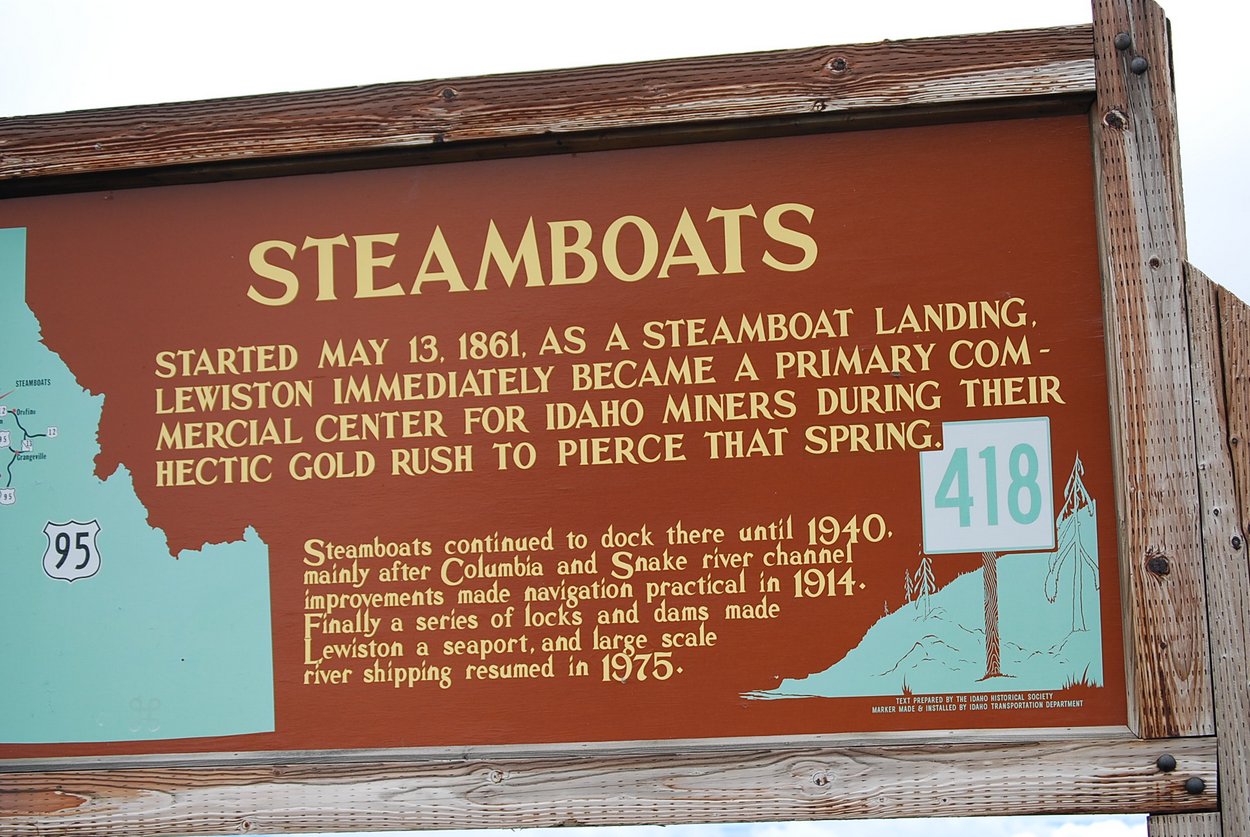 STEAMBOATS
STARTED MAY 13, 1861, AS A STEAMBOAT LANDING,
LEWISTON IMMEDIATELY BECAME A PRIMARY COM-
MERCIAL CENTER FOR IDAHO MINERS DURING THEIR
HECTIC GOLD RUSH TO PIERCE THAT SPRING.
418
Steamboats continued to dock there until 1940,
mainly after Columbia and Snake river channel
improvements made navigation practical in 1914.
Finally a series of locks and dams made
Lewiston a seaport, and large scale
river shipping resumed in 1975.
TEXT PREPARED BY THE IDAHO HISTORICAL SOCIETY
MARKER MADE & INSTALLED BY IDAHO TRANSPORTATION DEPARTMENT
STEAMBOATS
Orofino
12
Grangeville
95
95